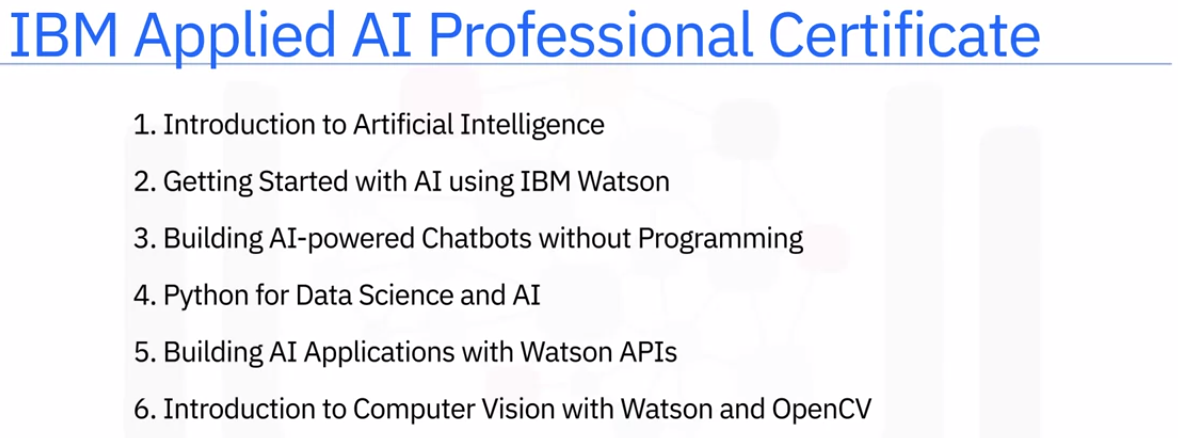 IBM Applied AI Professional Certificate
1. Introduction to Artificial Intelligence
2. Getting Started with AI using IBM Watson
3. Building AI-powered Chatbots without Programming
4. Python for Data Science and AI
5. Building AI Applications with Watson APIs
6. Introduction to Computer Vision with Watson and OpenCV